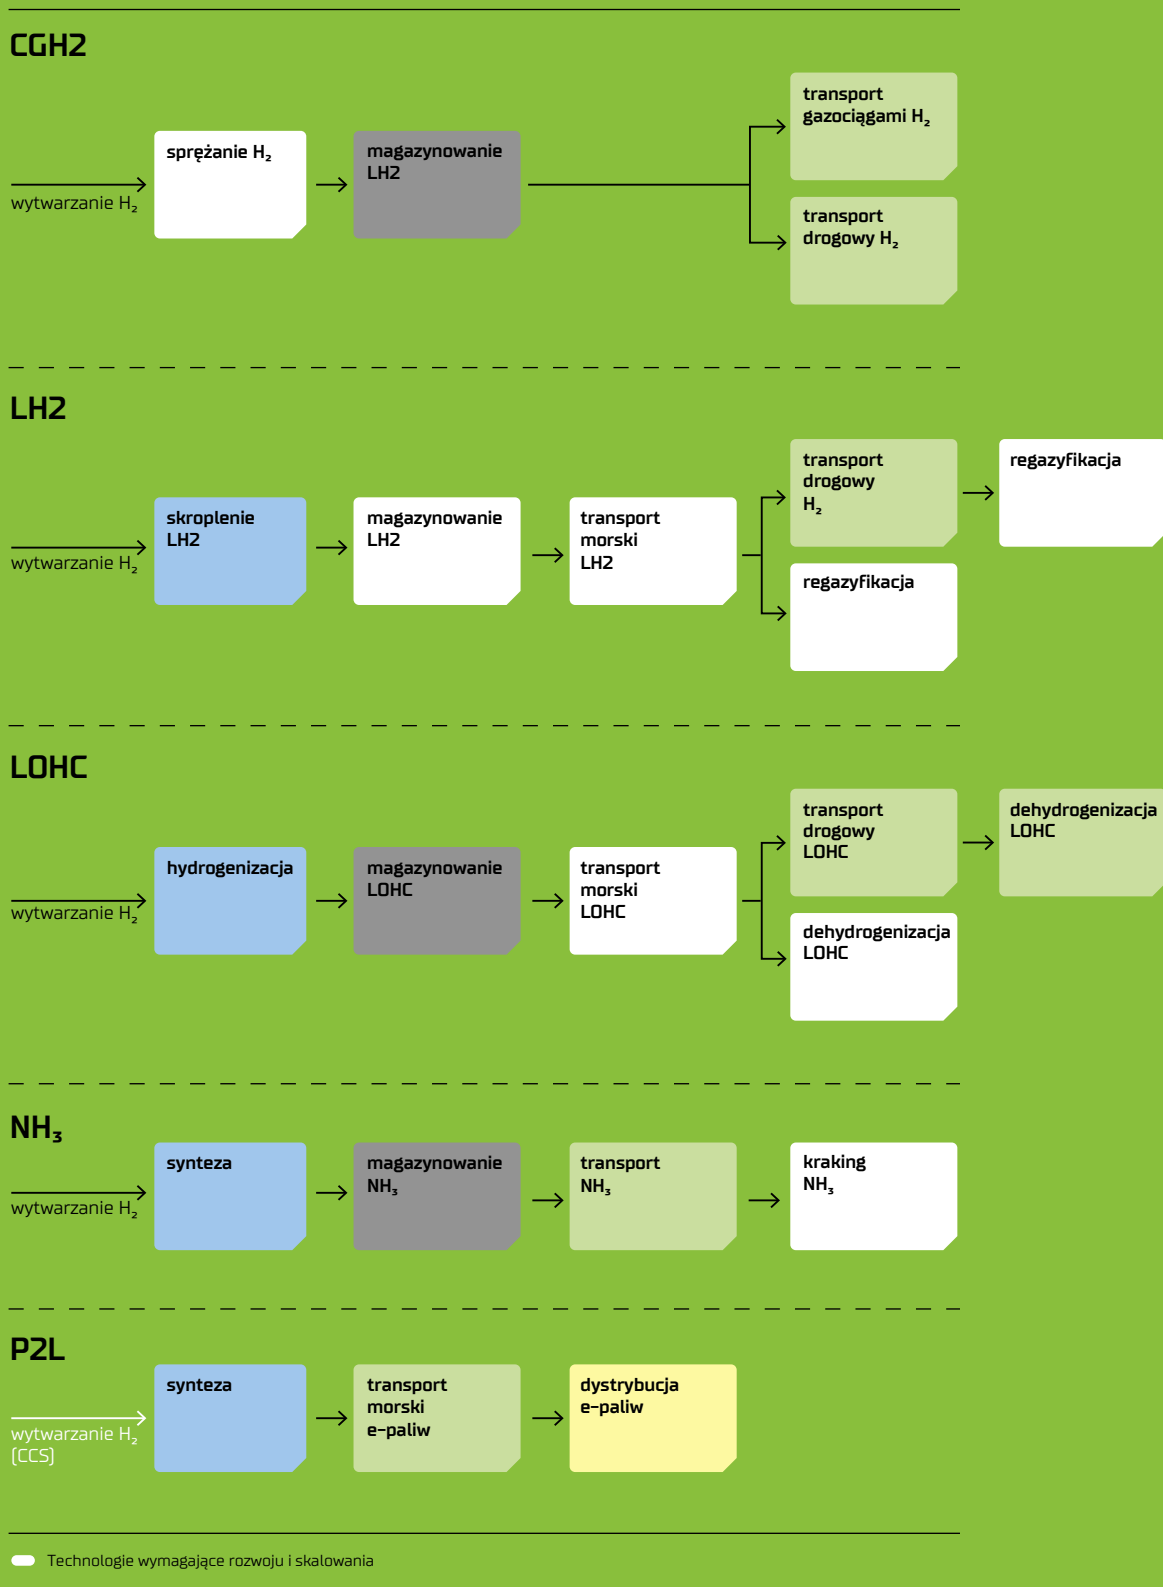 CGH2
wytwarzanie H₂
sprężanie H₂
magazynowanie
LH2
transport
gazociągami H₂
transport
drogowy H₂
LH2
wytwarzanie H₂
skroplenie
LH2
magazynowanie
LH2
transport
morski
LH2
transport
drogowy
H₂
regazyfikacja
regazyfikacja
LOHC
wytwarzanie H₂
hydrogenizacja
magazynowanie
LOHC
transport
morski
LOHC
transport
drogowy
LOHC
dehydrogenizacja
LOHC
dehydrogenizacja
LOHC
NH₃
wytwarzanie H₂
synteza
magazynowanie
NH₃
transport
NH₃
kraking
NH₃
P2L
wytwarzanie H₂
(CCS)
synteza
transport
morski
e-paliw
dystrybucja
e-paliw
Technologie wymagające rozwoju i skalowania